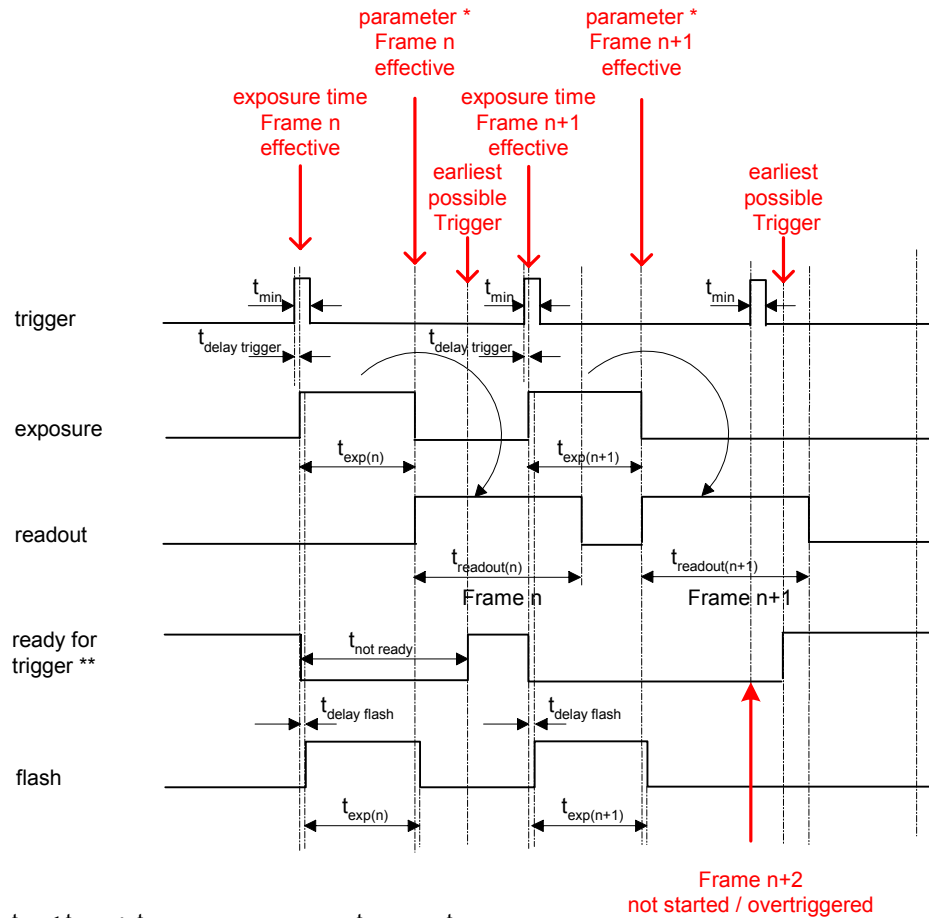 parameter *
Frame n
effective
parameter *
Frame n+1
effective
exposure time
Frame n
effective
exposure time
Frame n+1
effective
earliest
possible
Trigger
earliest
possible
Trigger
trigger
tmin
tmin
tmin
tdelay trigger
tdelay trigger
exposure
texp(n)
texp(n+1)
readout
treadout(n)
treadout(n+1)
Frame n
Frame n+1
ready for
trigger **
tnot ready
tdelay flash
tdelay flash
flash
texp(n)
texp(n+1)
Frame n+2
not started / overtriggered